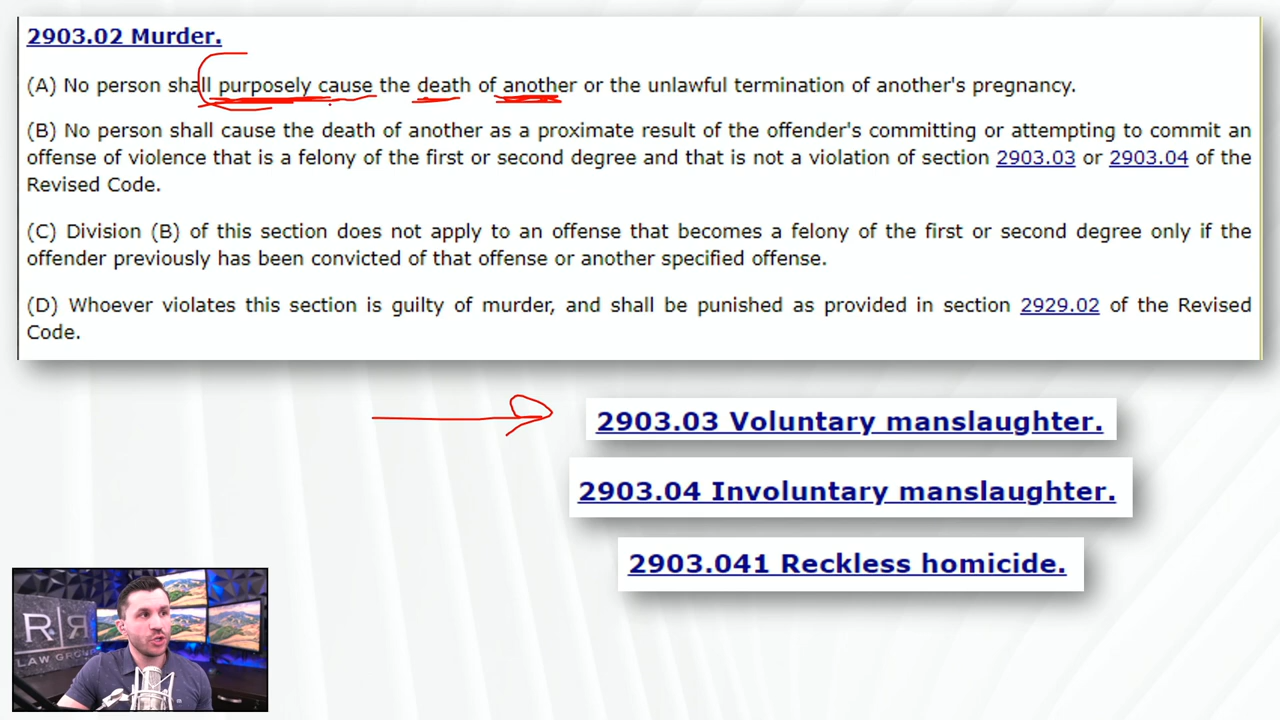 2903.02 Murder.
(A) No person shall purposely cause the death of another or the unlawful termination of another's pregnancy.
(B) No person shall cause the death of another as a proximate result of the offender's committing or attempting to commit an
offense of violence that is a felony of the first or second degree and that is not a violation of section 2903.03 or 2903.04 of the
Revised Code.
(C) Division (B) of this section does not apply to an offense that becomes a felony of the first or second degree only if the
offender previously has been convicted of that offense or another specified offense.
(D) Whoever violates this section is guilty of murder, and shall be punished as provided in section 2929.02 of the Revised
Code.
2903.03 Voluntary manslaughter.
2903.04 Involuntary manslaughter.
2903.041 Reckless homicide.
R|R
LAW GROUP